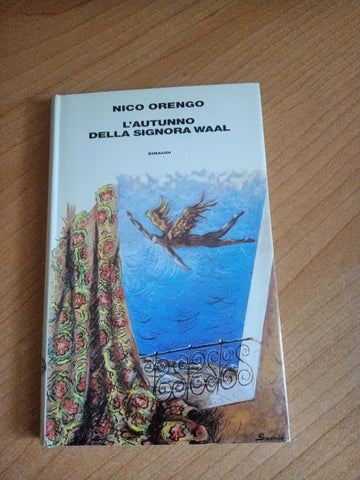 NICO ORENGO
L'AUTUNNO
DELLA SIGNORA WAAL
EINAUDI